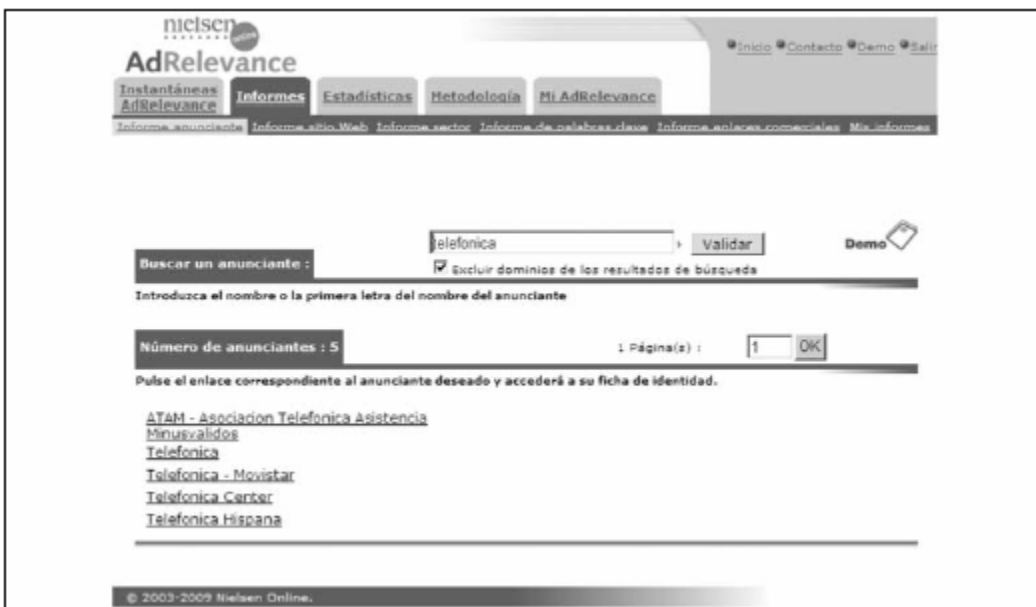 nielsen
online
AdRelevance
Inicio Contacto Demo Salir
Instantáneas AdRelevance
Informes
Estadísticas
Metodología
Mi AdRelevance
Informe anunciante Informe sitio Web Informe sector Informe de palabras clave Informe enlaces comerciales Mis informes
telefonica
Validar
Demo
Buscar un anunciante :
Excluir dominios de los resultados de búsqueda
Introduzca el nombre o la primera letra del nombre del anunciante
Número de anunciantes : 5
1 Página(s) :
1
OK
Pulse el enlace correspondiente al anunciante deseado y accederá a su ficha de identidad.
ATAM - Asociacion Telefonica Asistencia
Minusvalidos
Telefonica
Telefonica - Movistar
Telefonica Center
Telefonica Hispana
© 2003-2009 Nielsen Online.